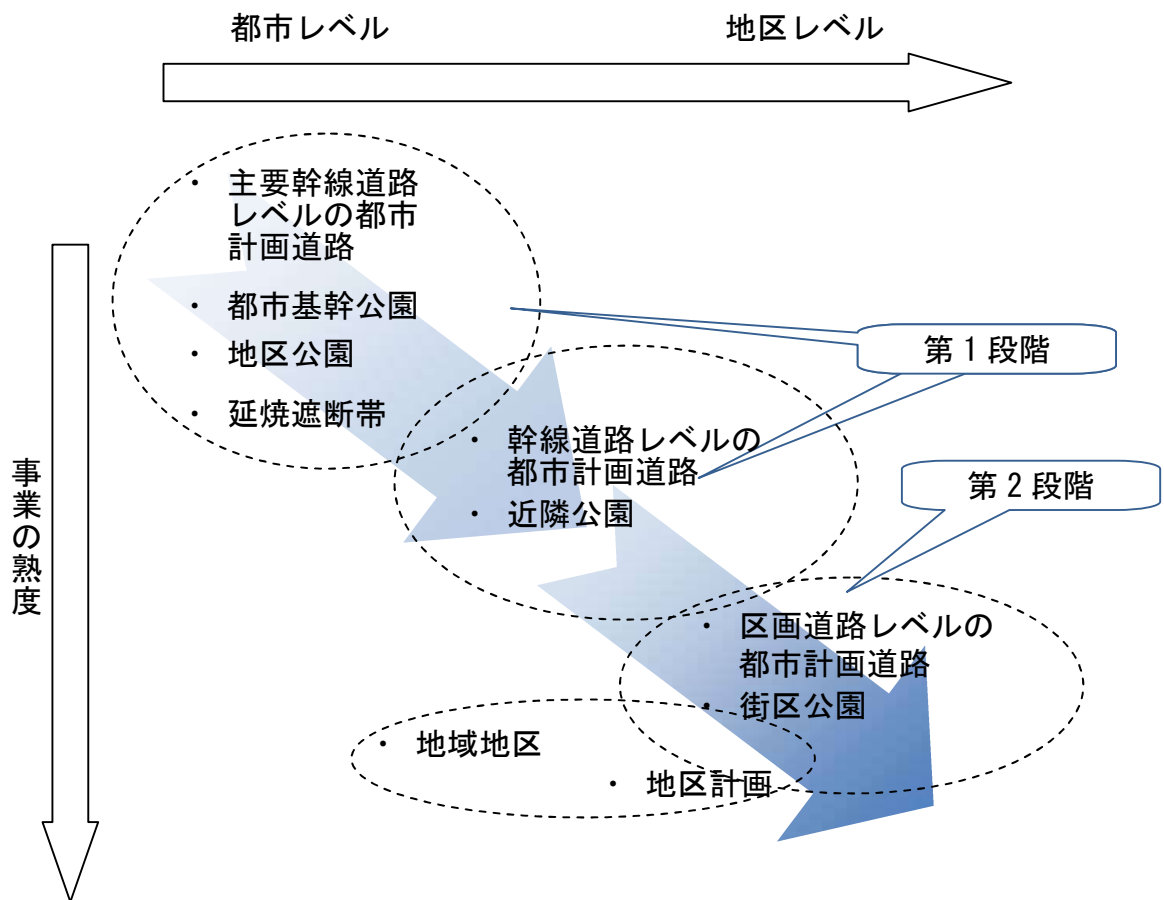 都市レベル
地区レベル
・ 主要幹線道路
レベルの都市
計画道路
・ 都市基幹公園
・ 地区公園
・ 延焼遮断帯
第1段階
・ 幹線道路レベルの
都市計画道路
・ 近隣公園
第2段階
事業の熟度
・ 区画道路レベルの
都市計画道路
・ 街区公園
・ 地域地区
・ 地区計画